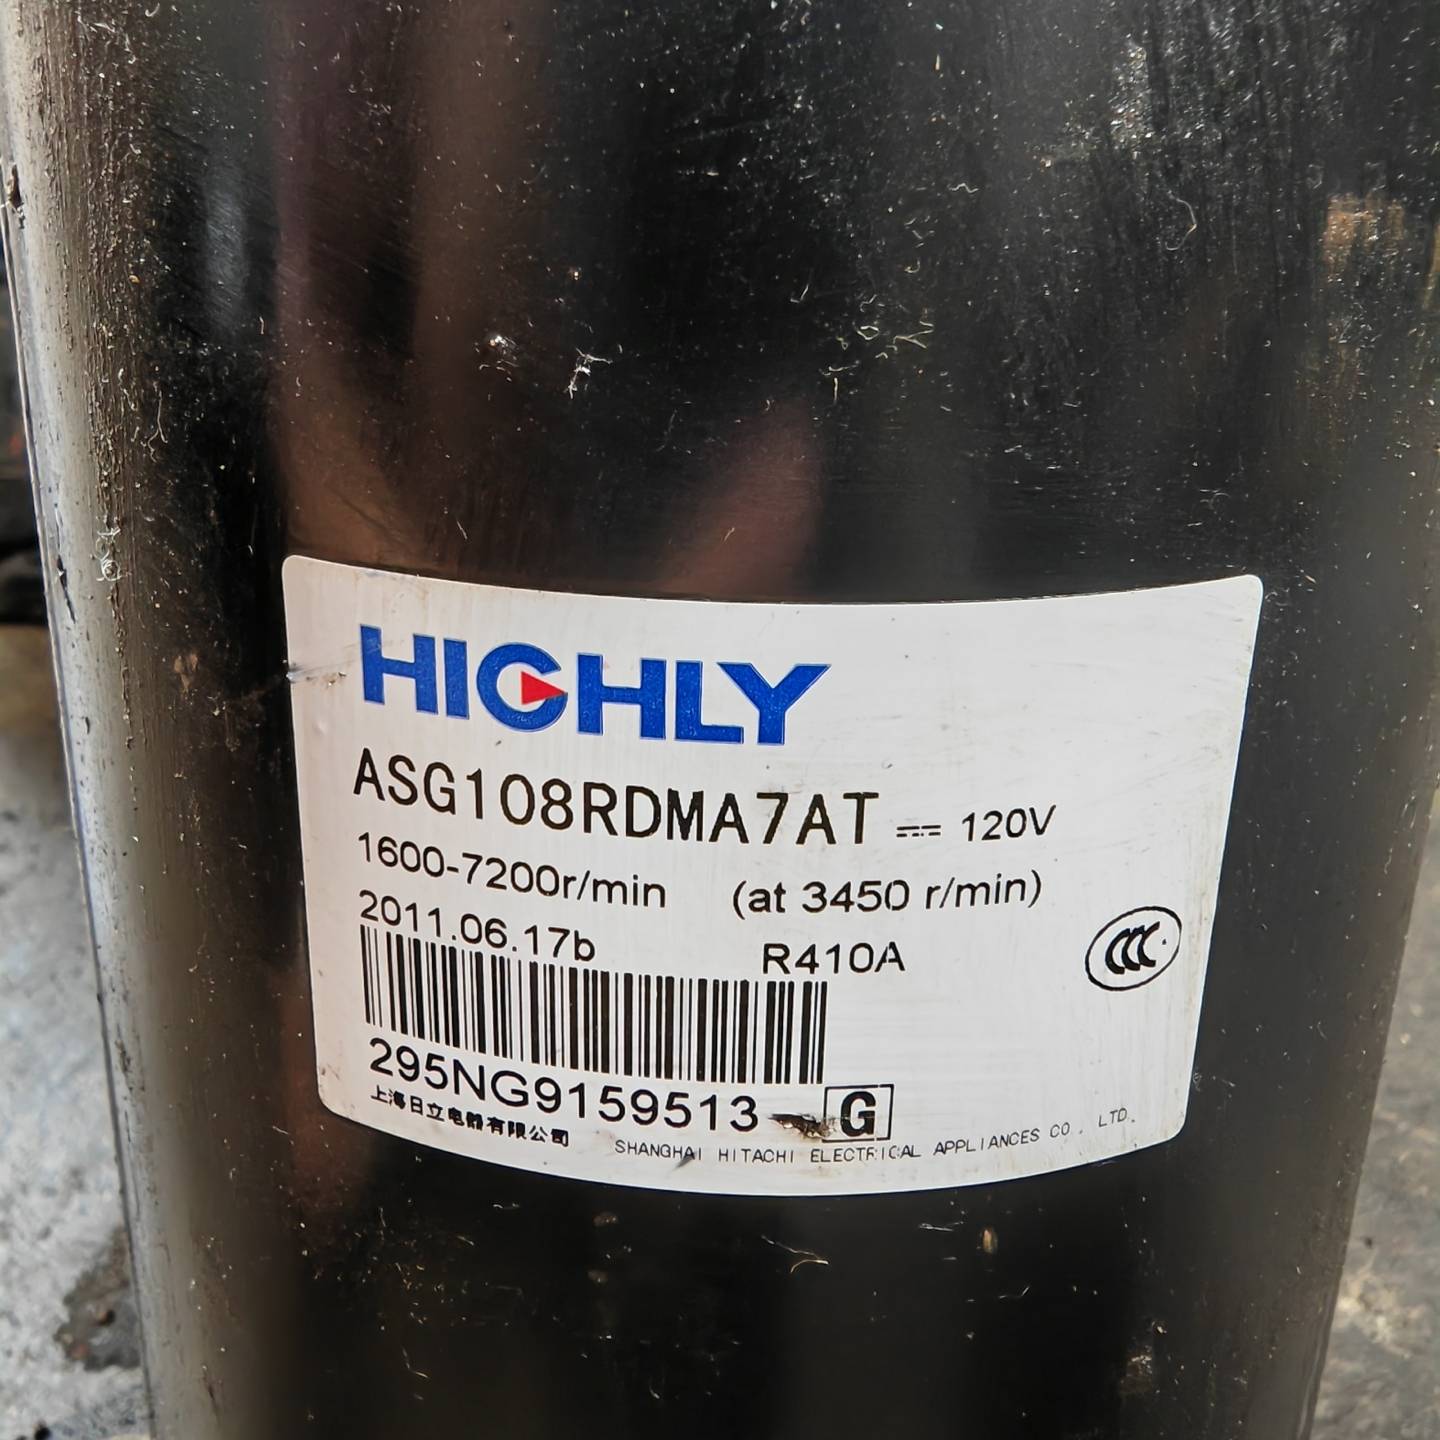 HIGHLY
ASG108RDMA7AT ⎓ 120V
1600-7200r/min (at 3450 r/min)
2011.06.17b R410A
CCC
295NG9159513 G
上海日立电器有限公司 SHANGHAI HITACHI ELECTRICAL APPLIANCES CO., LTD.